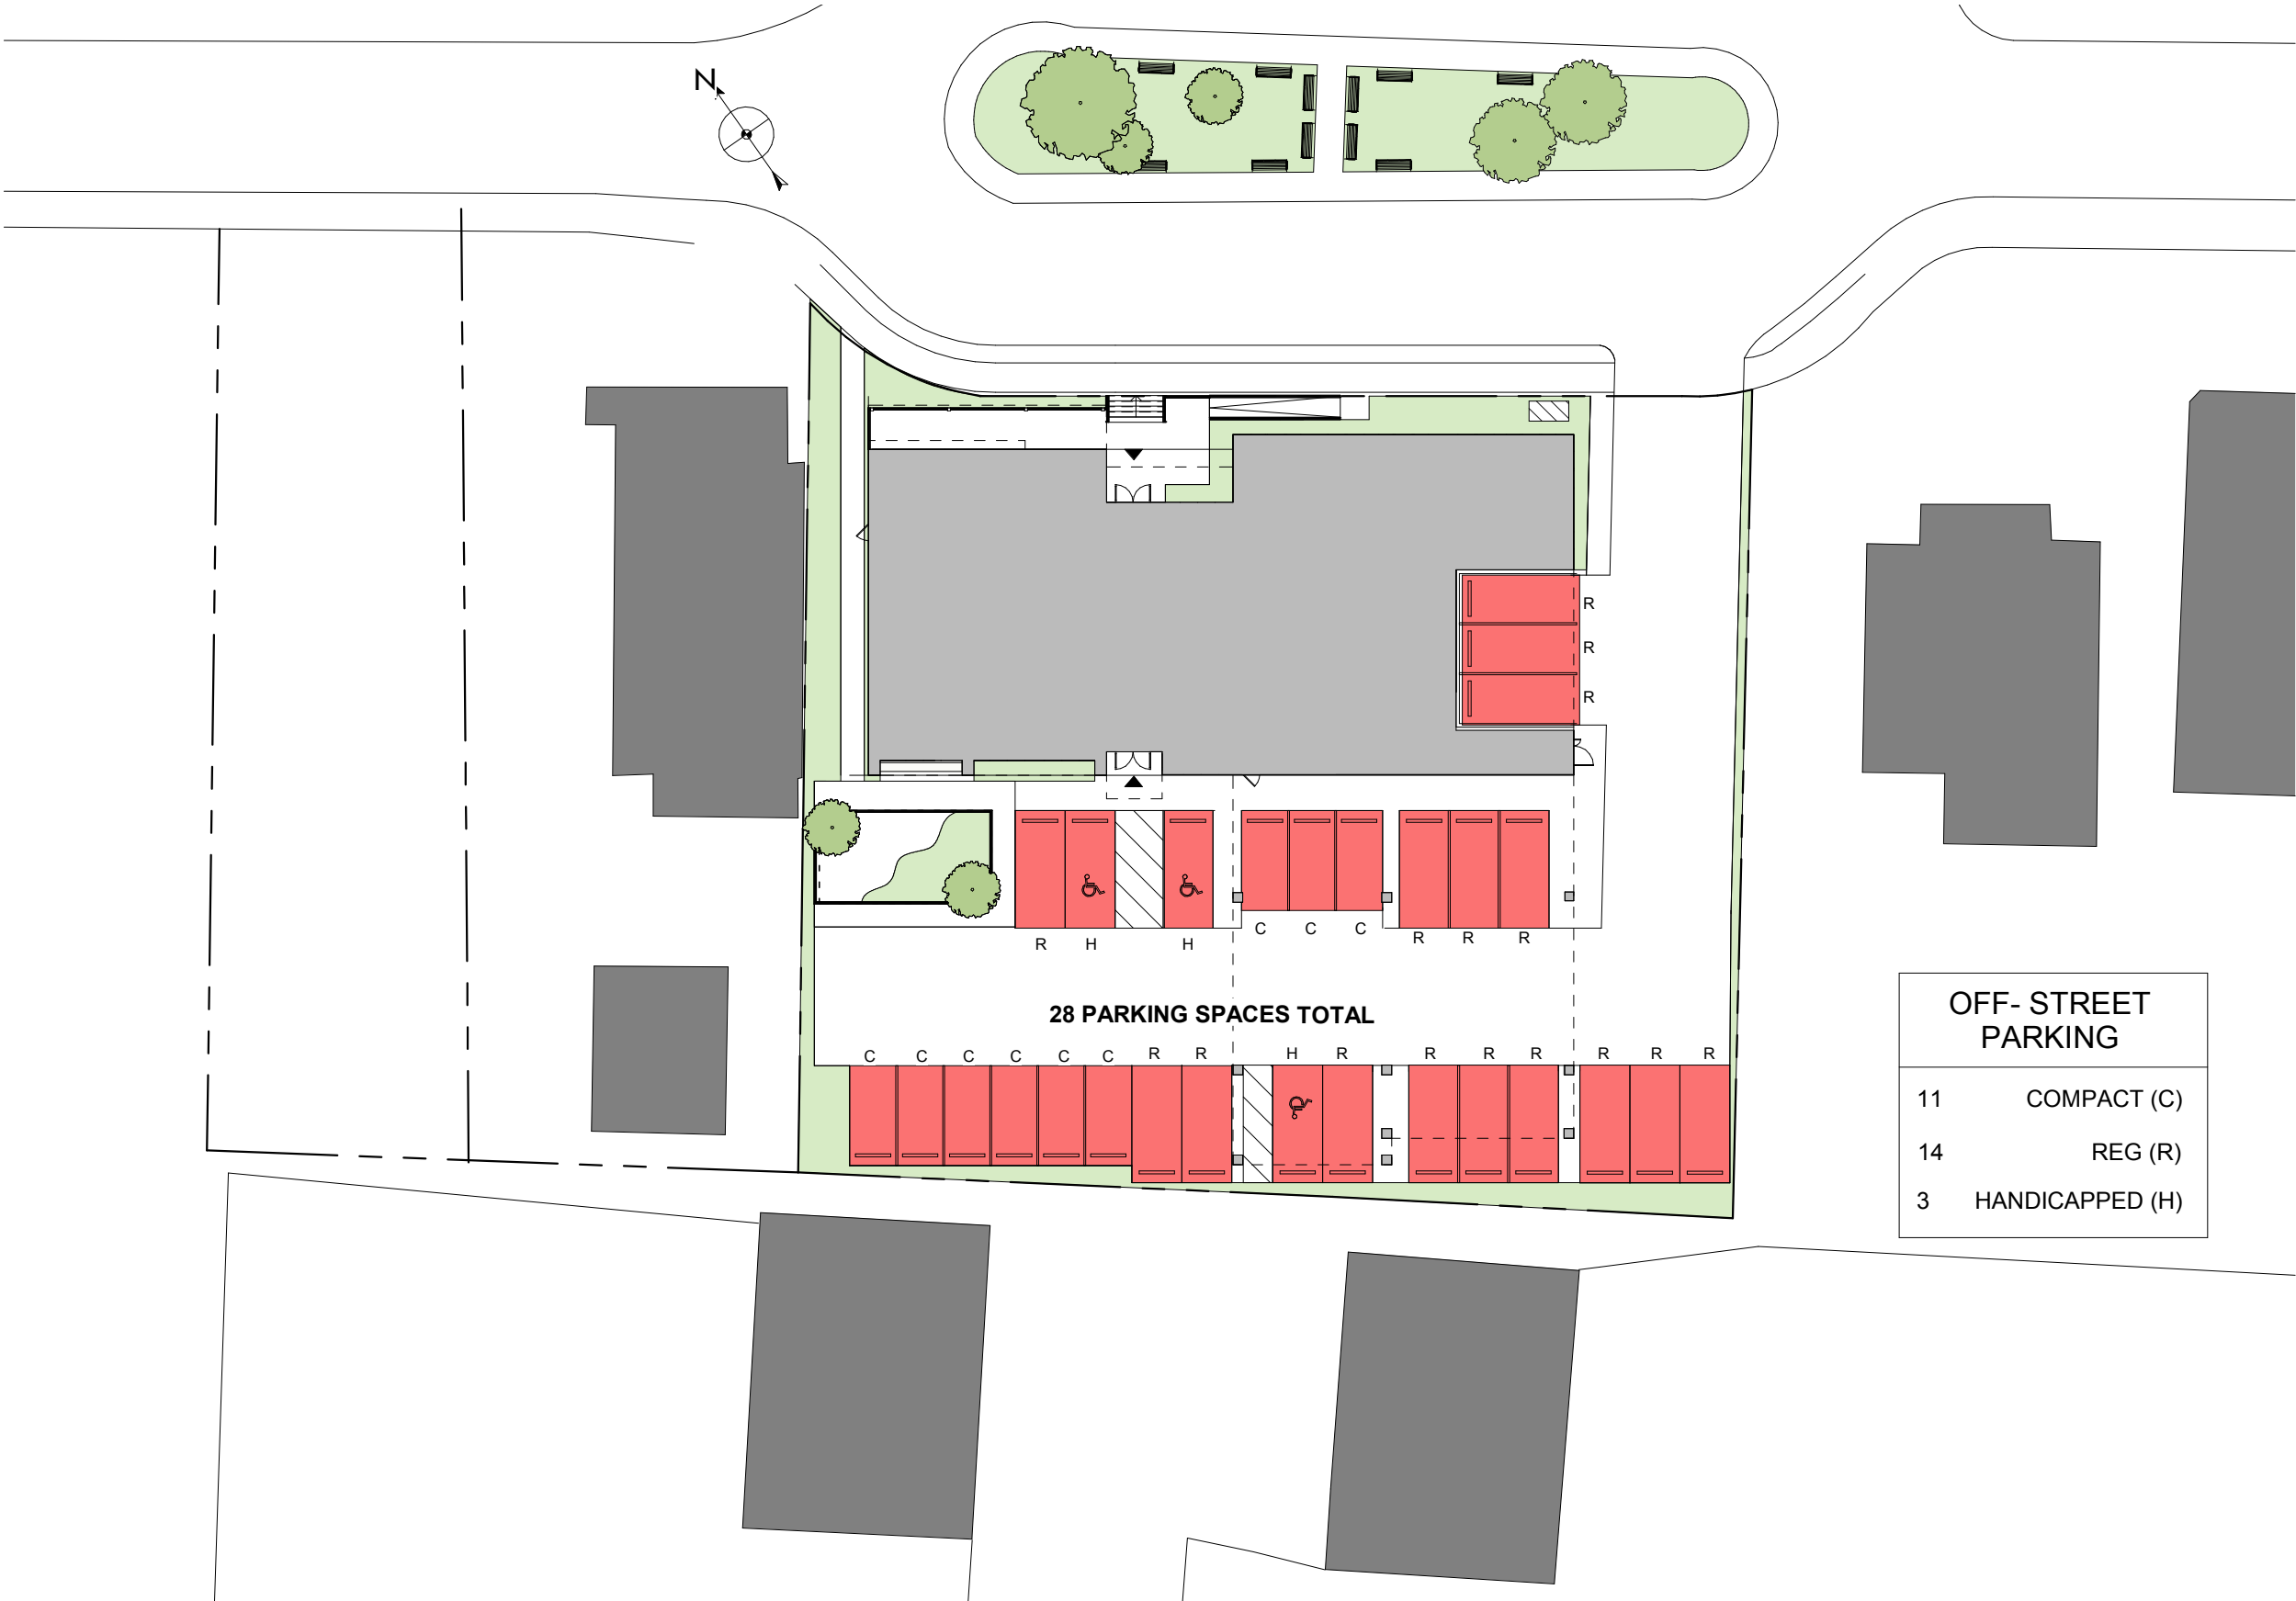 N
R
R
R
R H H C C C R R R
28 PARKING SPACES TOTAL
C C C C C C R R H R R R R R R R
OFF- STREET
PARKING
11 COMPACT (C)
14 REG (R)
3 HANDICAPPED (H)